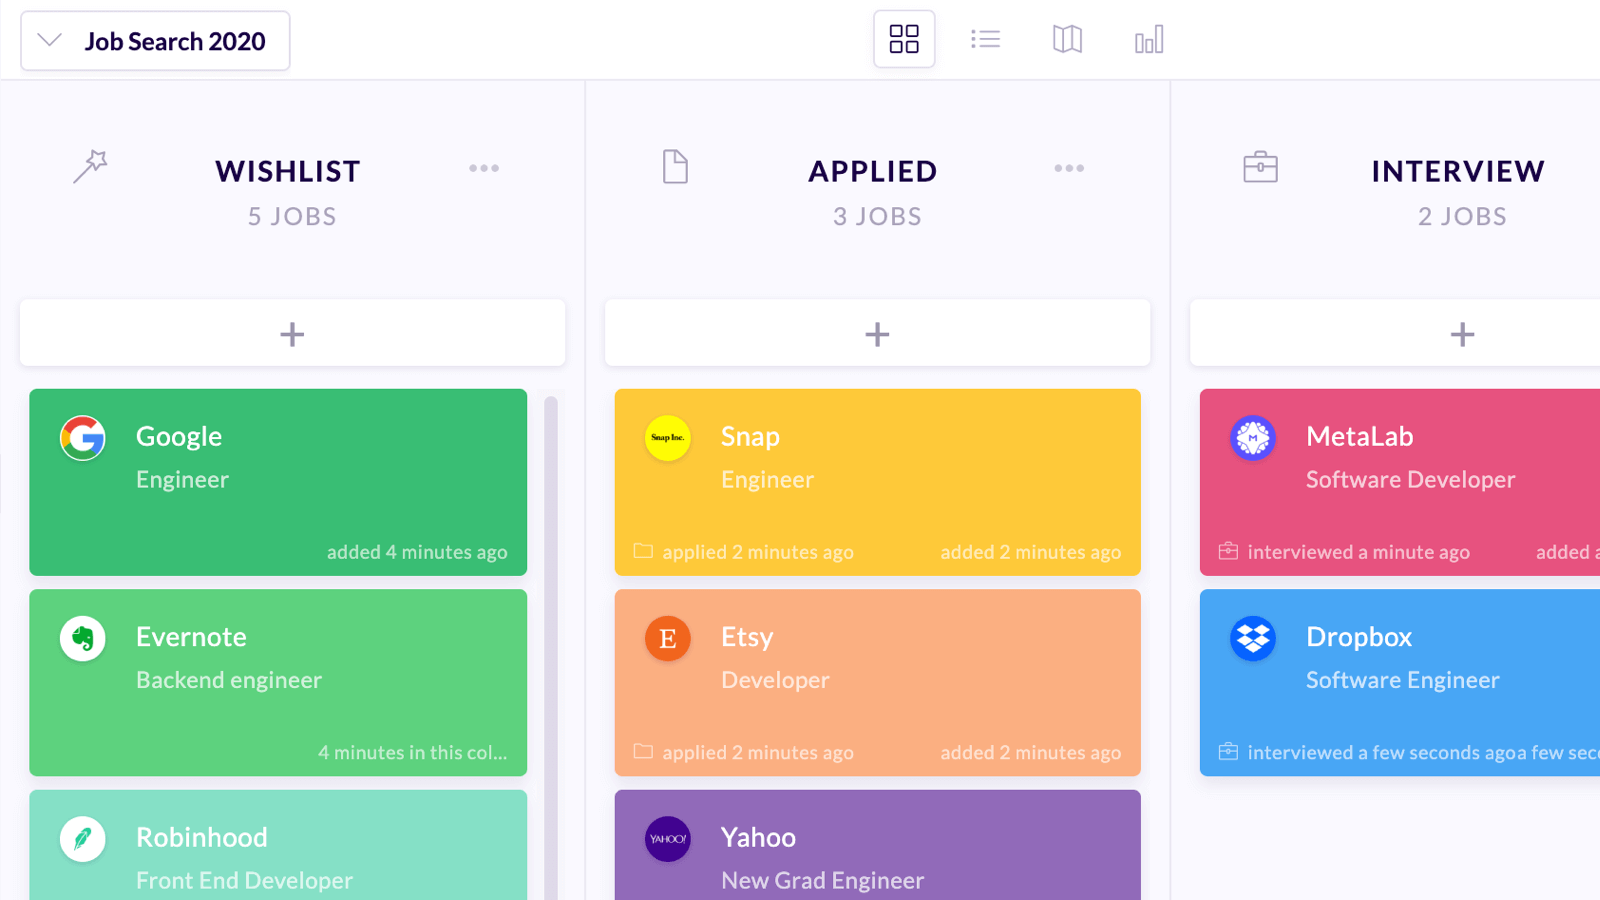 Job Search 2020
WISHLIST
5 JOBS
Google
Engineer
added 4 minutes ago
Evernote
Backend engineer
4 minutes in this col...
Robinhood
Front End Developer
APPLIED
3 JOBS
Snap Inc.
Snap
Engineer
applied 2 minutes ago added 2 minutes ago
E
Etsy
Developer
applied 2 minutes ago added 2 minutes ago
YAHOO!
Yahoo
New Grad Engineer
INTERVIEW
2 JOBS
M
MetaLab
Software Developer
interviewed a minute ago added a
Dropbox
Software Engineer
interviewed a few seconds agoa few seco